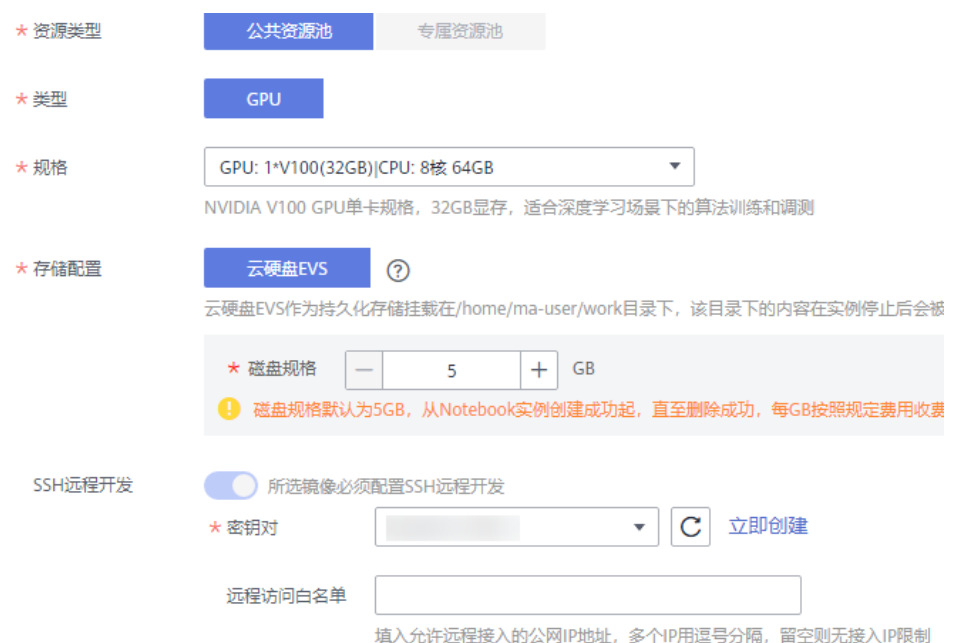 * 资源类型 公共资源池 专属资源池
* 类型 GPU
* 规格 GPU: 1*V100(32GB)|CPU: 8核 64GB
NVIDIA V100 GPU单卡规格，32GB显存，适合深度学习场景下的算法训练和调测
* 存储配置 云硬盘EVS ?
云硬盘EVS作为持久化存储挂载在/home/ma-user/work目录下，该目录下的内容在实例停止后会被
* 磁盘规格 — 5 + GB
! 磁盘规格默认为5GB，从Notebook实例创建成功起，直至删除成功，每GB按照规定费用收费
SSH远程开发 所选镜像必须配置SSH远程开发
* 密钥对 立即创建
远程访问白名单
填入允许远程接入的公网IP地址，多个IP用逗号分隔，留空则无接入IP限制